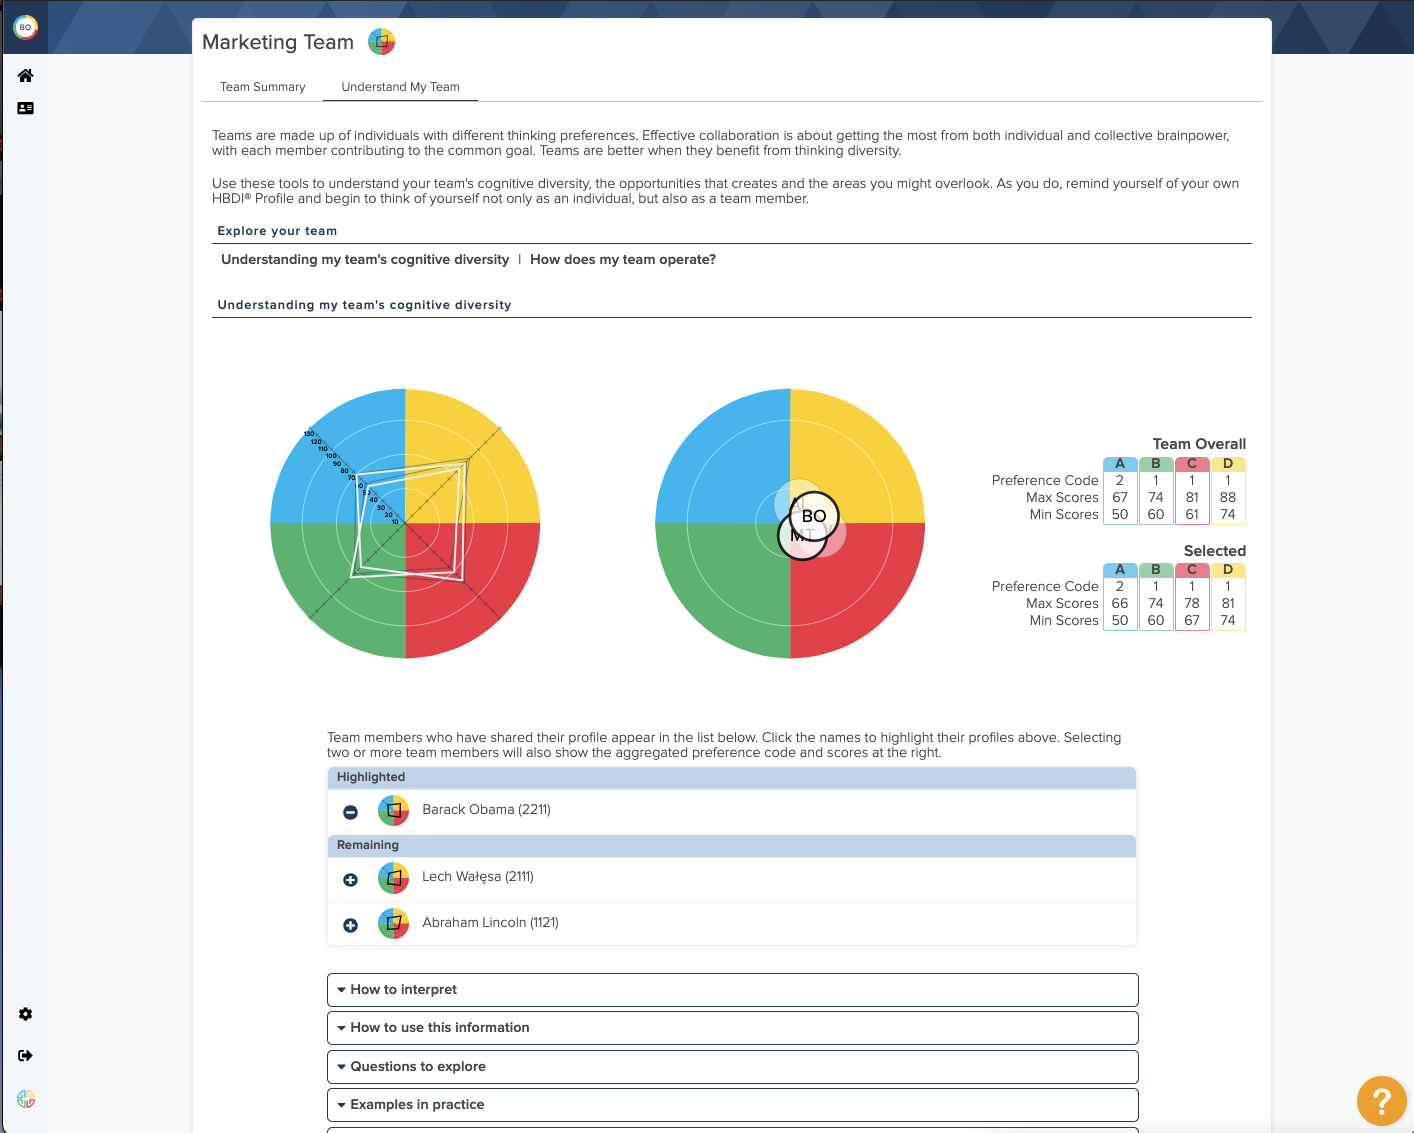 BO
Marketing Team
Team Summary
Understand My Team
Teams are made up of individuals with different thinking preferences. Effective collaboration is about getting the most from both individual and collective brainpower,
with each member contributing to the common goal. Teams are better when they benefit from thinking diversity.
Use these tools to understand your team's cognitive diversity, the opportunities that creates and the areas you might overlook. As you do, remind yourself of your own
HBDI® Profile and begin to think of yourself not only as an individual, but also as a team member.
Explore your team
Understanding my team's cognitive diversity | How does my team operate?
Understanding my team's cognitive diversity
130
120
110
100
90
80
70
60
40
30
20
10
BO
MT
Team Overall
A B C D
Preference Code 2 1 1 1
Max Scores 67 74 81 88
Min Scores 50 60 61 74
Selected
A B C D
Preference Code 2 1 1 1
Max Scores 66 74 78 81
Min Scores 50 60 67 74
Team members who have shared their profile appear in the list below. Click the names to highlight their profiles above. Selecting
two or more team members will also show the aggregated preference code and scores at the right.
Highlighted
Barack Obama (2211)
Remaining
Lech Wałęsa (2111)
Abraham Lincoln (1121)
How to interpret
How to use this information
Questions to explore
Examples in practice
?